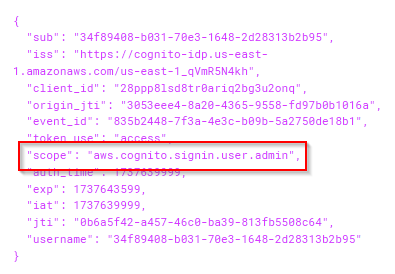 {
"sub": "34f89408-b031-70e3-1648-2d28313b2b95",
"iss": "https://cognito-idp.us-east-
1.amazonaws.com/us-east-1_qVmR5N4kh",
"client_id": "28ppp8lsd8tr0ariq2bg3u2onq",
"origin_jti": "3053eee4-8a20-4365-9558-fd97b0b1016a",
"event_id": "835b2448-7f3a-4e3c-b09b-5a2750de18b1",
"token_use": "access",
"scope": "aws.cognito.signin.user.admin",
"auth_time": 1737639999,
"exp": 1737643599,
"iat": 1737639999,
"jti": "0b6a5f42-a457-46c0-ba39-813fb5508c64",
"username": "34f89408-b031-70e3-1648-2d28313b2b95"
}